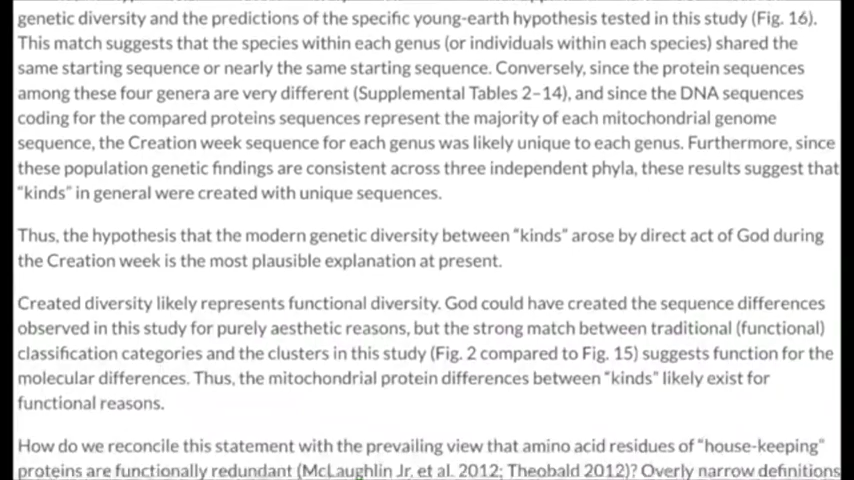 genetic diversity and the predictions of the specific young-earth hypothesis tested in this study (Fig. 16).
This match suggests that the species within each genus (or individuals within each species) shared the
same starting sequence or nearly the same starting sequence. Conversely, since the protein sequences
among these four genera are very different (Supplemental Tables 2–14), and since the DNA sequences
coding for the compared proteins sequences represent the majority of each mitochondrial genome
sequence, the Creation week sequence for each genus was likely unique to each genus. Furthermore, since
these population genetic findings are consistent across three independent phyla, these results suggest that
"kinds" in general were created with unique sequences.
Thus, the hypothesis that the modern genetic diversity between "kinds" arose by direct act of God during
the Creation week is the most plausible explanation at present.
Created diversity likely represents functional diversity. God could have created the sequence differences
observed in this study for purely aesthetic reasons, but the strong match between traditional (functional)
classification categories and the clusters in this study (Fig. 2 compared to Fig. 15) suggests function for the
molecular differences. Thus, the mitochondrial protein differences between "kinds" likely exist for
functional reasons.
How do we reconcile this statement with the prevailing view that amino acid residues of "house-keeping"
proteins are functionally redundant (McLaughlin Jr. et al. 2012; Theobald 2012)? Overly narrow definitions